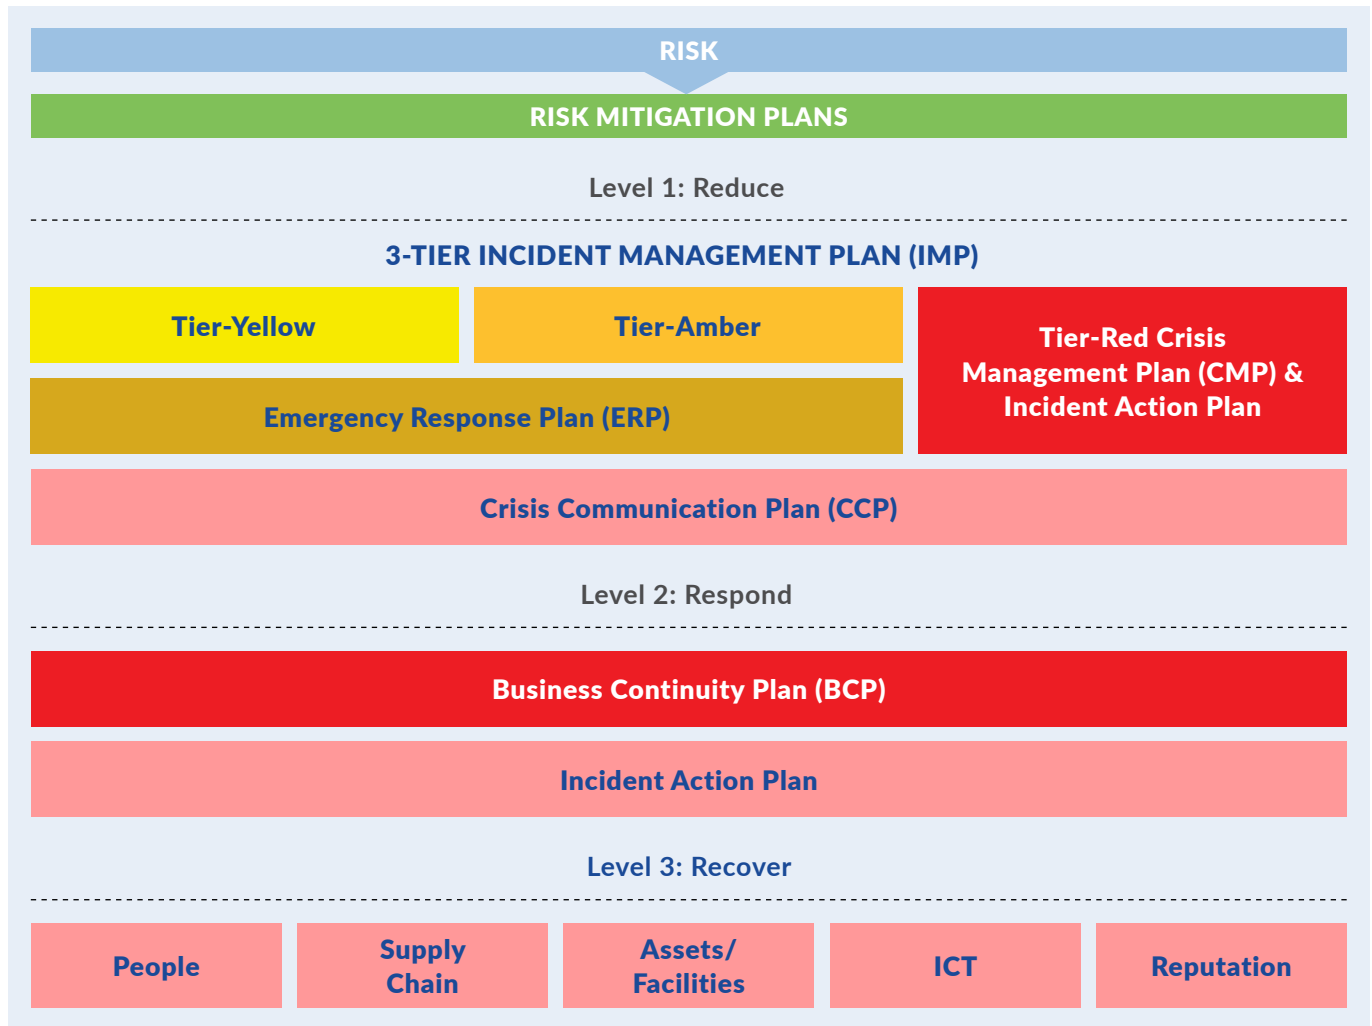 RISK
RISK MITIGATION PLANS
Level 1: Reduce
3-TIER INCIDENT MANAGEMENT PLAN (IMP)
Tier-Yellow
Tier-Amber
Tier-Red Crisis
Management Plan (CMP) &
Incident Action Plan
Emergency Response Plan (ERP)
Crisis Communication Plan (CCP)
Level 2: Respond
Business Continuity Plan (BCP)
Incident Action Plan
Level 3: Recover
People
Supply
Chain
Assets/
Facilities
ICT
Reputation